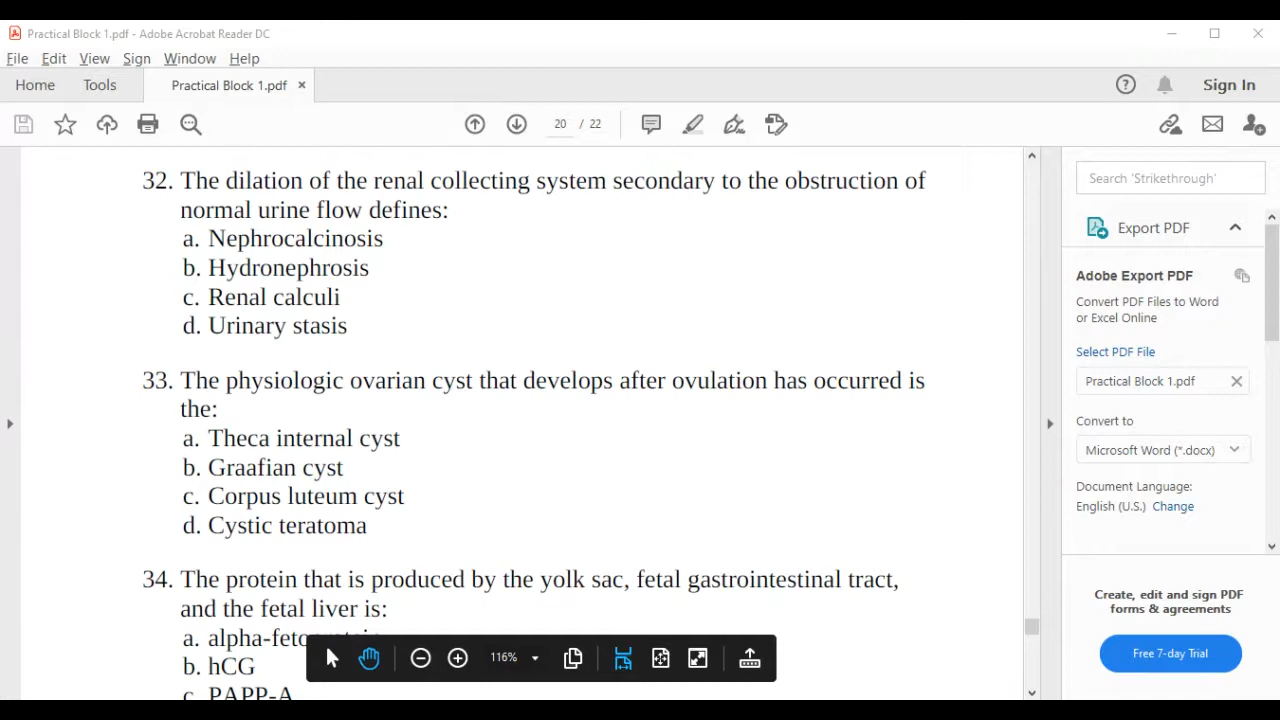 Practical Block 1.pdf - Adobe Acrobat Reader DC
File Edit View Sign Window Help
Home Tools Practical Block 1.pdf × Sign In
20 / 22
32. The dilation of the renal collecting system secondary to the obstruction of
normal urine flow defines:
a. Nephrocalcinosis
b. Hydronephrosis
c. Renal calculi
d. Urinary stasis
33. The physiologic ovarian cyst that develops after ovulation has occurred is
the:
a. Theca internal cyst
b. Graafian cyst
c. Corpus luteum cyst
d. Cystic teratoma
34. The protein that is produced by the yolk sac, fetal gastrointestinal tract,
and the fetal liver is:
a. alpha-fetoprotein
b. hCG
c. PAPP-A
116%
Search 'Strikethrough'
Export PDF
Adobe Export PDF
Convert PDF Files to Word
or Excel Online
Select PDF File
Practical Block 1.pdf
Convert to
Microsoft Word (*.docx)
Document Language:
English (U.S.) Change
Create, edit and sign PDF
forms & agreements
Free 7-day Trial